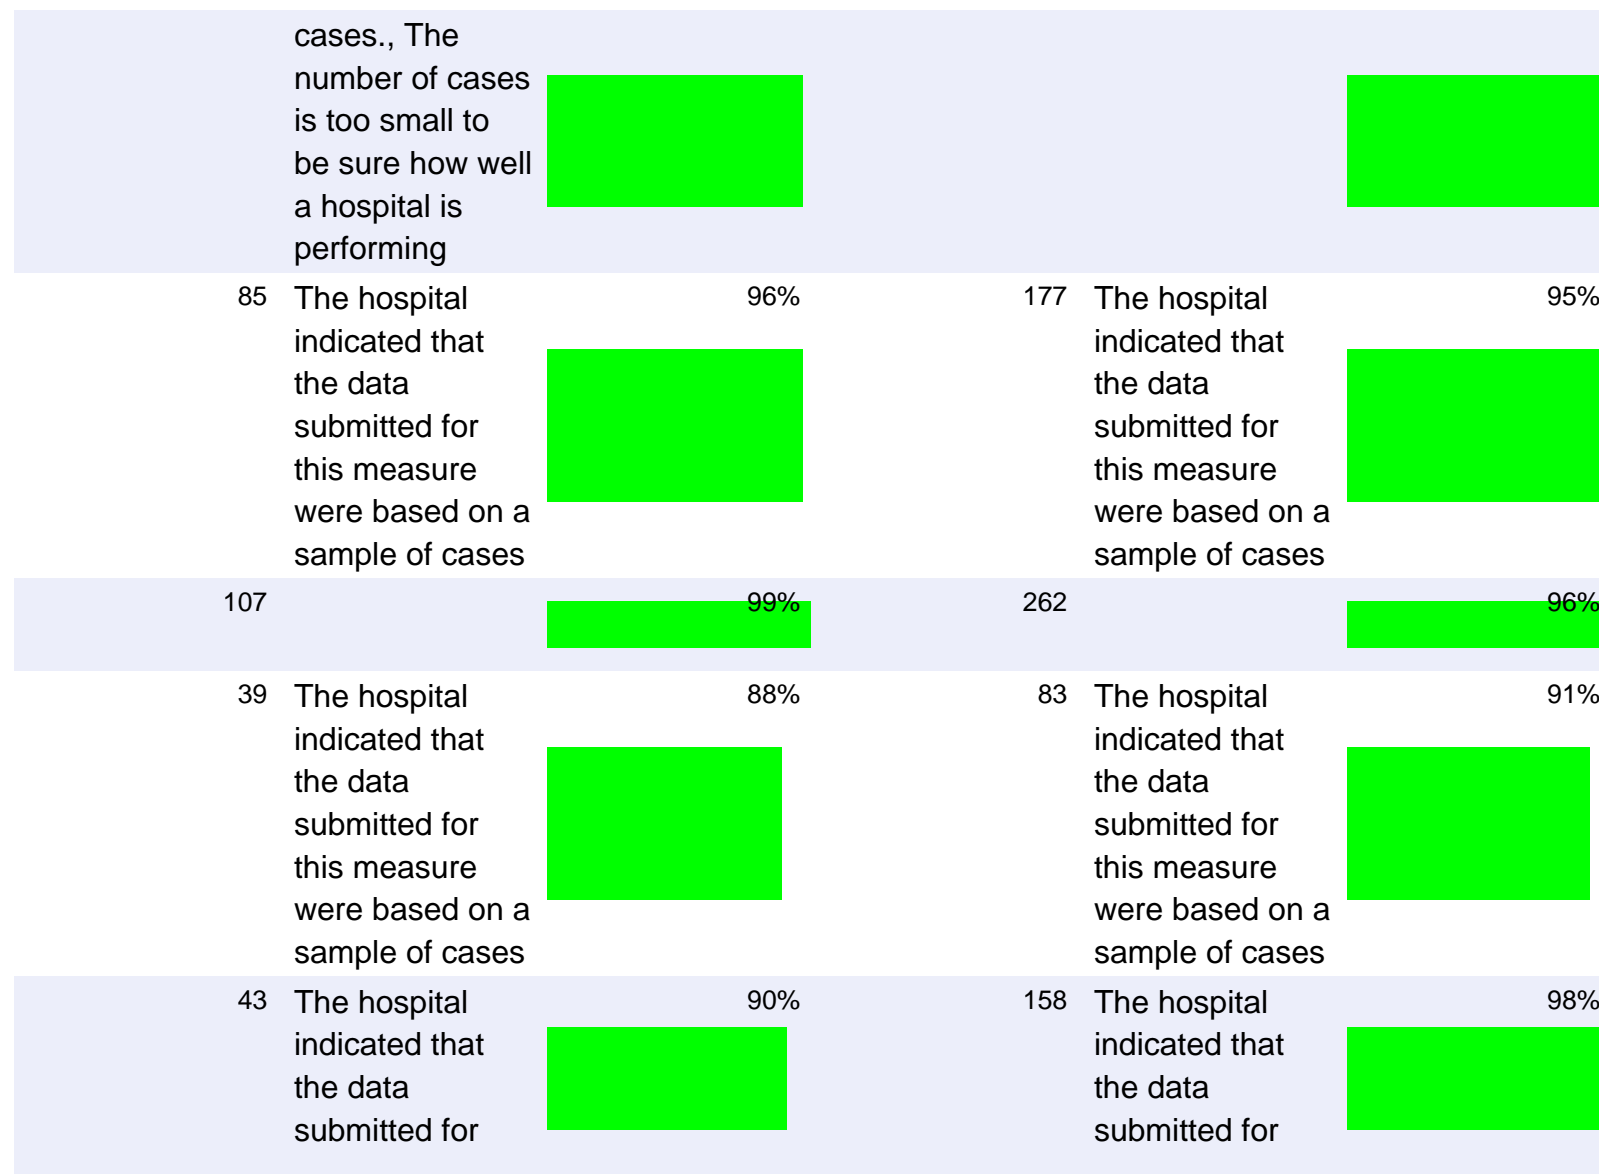 cases., The
number of cases
is too small to
be sure how well
a hospital is
performing
85 The hospital 96% 177 The hospital 95%
indicated that indicated that
the data the data
submitted for submitted for
this measure this measure
were based on a were based on a
sample of cases sample of cases
107 99% 262 96%
39 The hospital 88% 83 The hospital 91%
indicated that indicated that
the data the data
submitted for submitted for
this measure this measure
were based on a were based on a
sample of cases sample of cases
43 The hospital 90% 158 The hospital 98%
indicated that indicated that
the data the data
submitted for submitted for